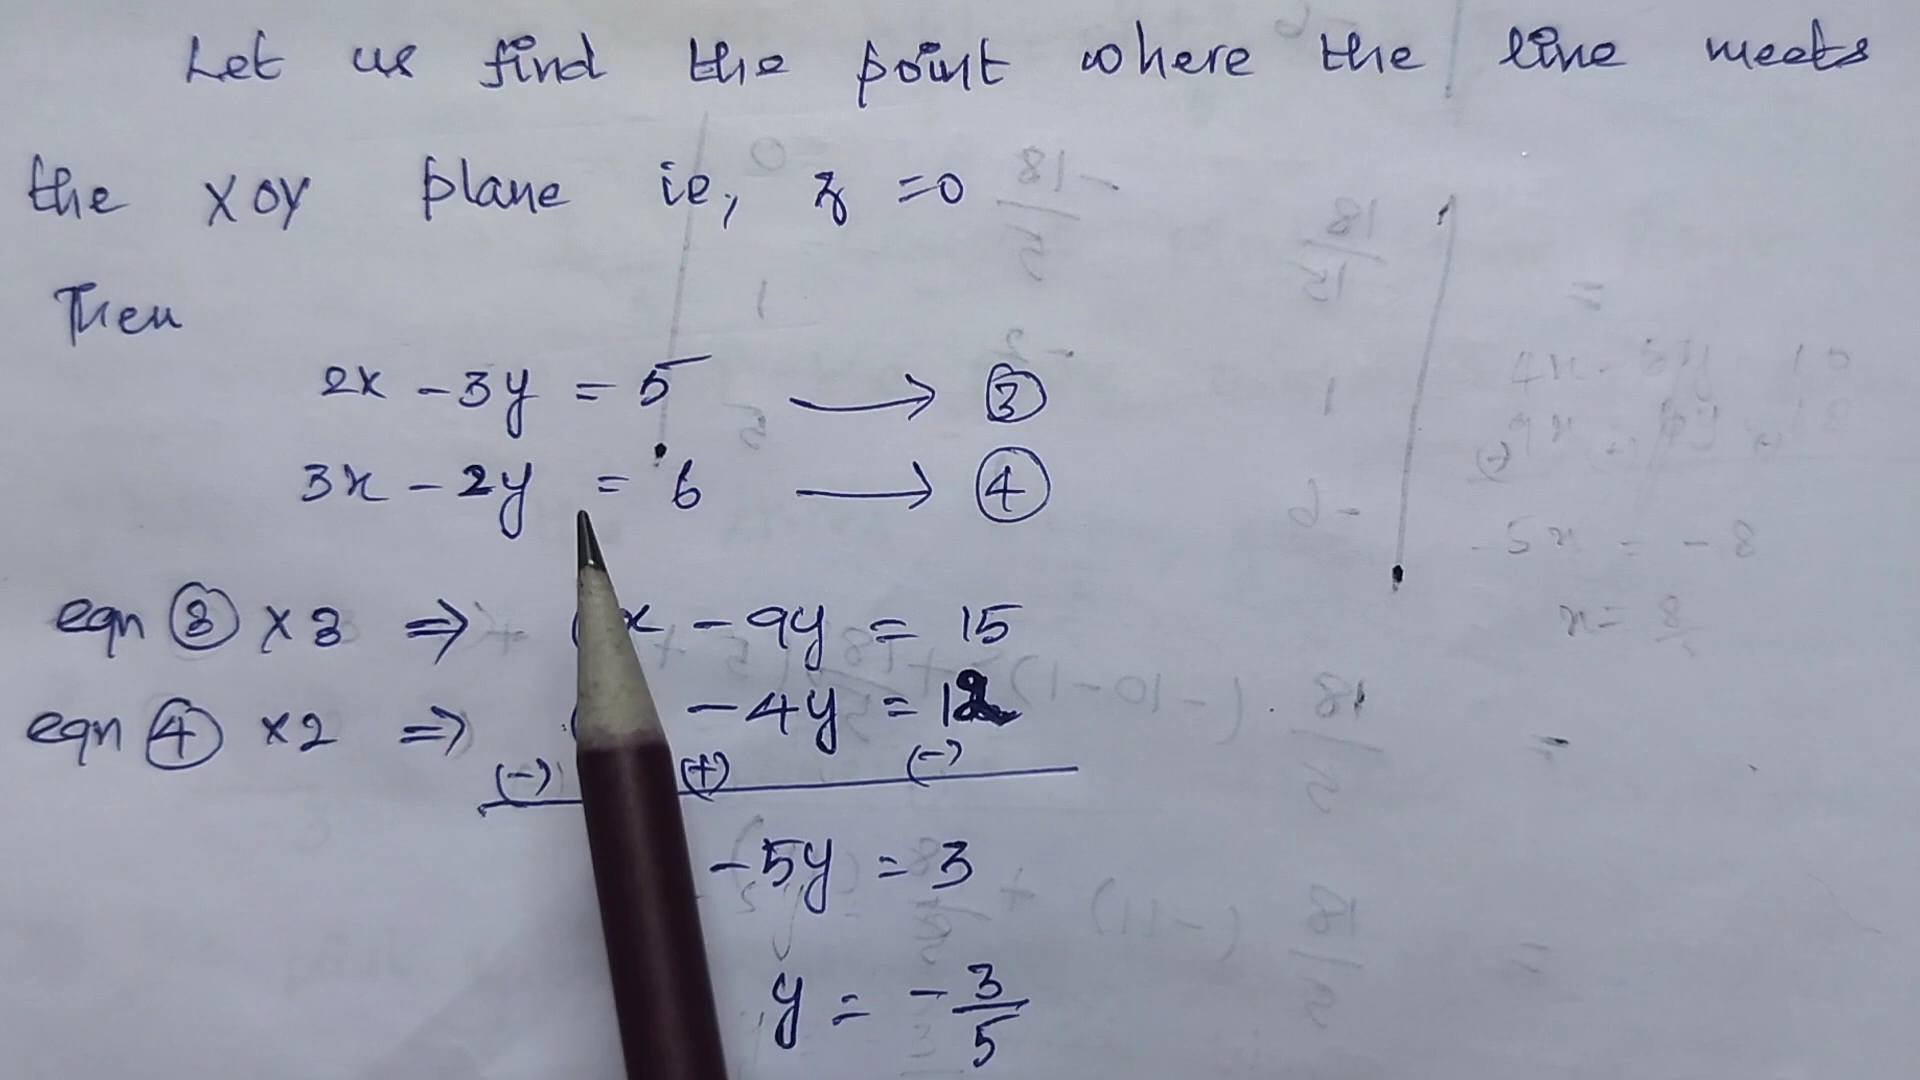 Let us find the point where the line meets
the XOY plane ie, z = 0
Then
2x - 3y = 5 → ③
3x - 2y = 6 → ④
eqn ③ × 3 ⇒ x - 9y = 15
eqn ④ × 2 ⇒ - 4y = 12
(-) (+) (-)
- 5y = 3
y = - 3/5